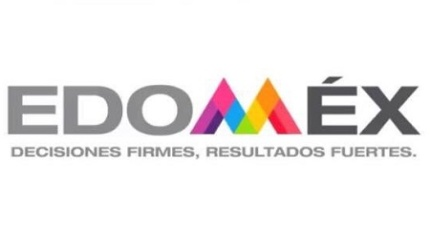 EDOMÉX
DECISIONES FIRMES, RESULTADOS FUERTES.